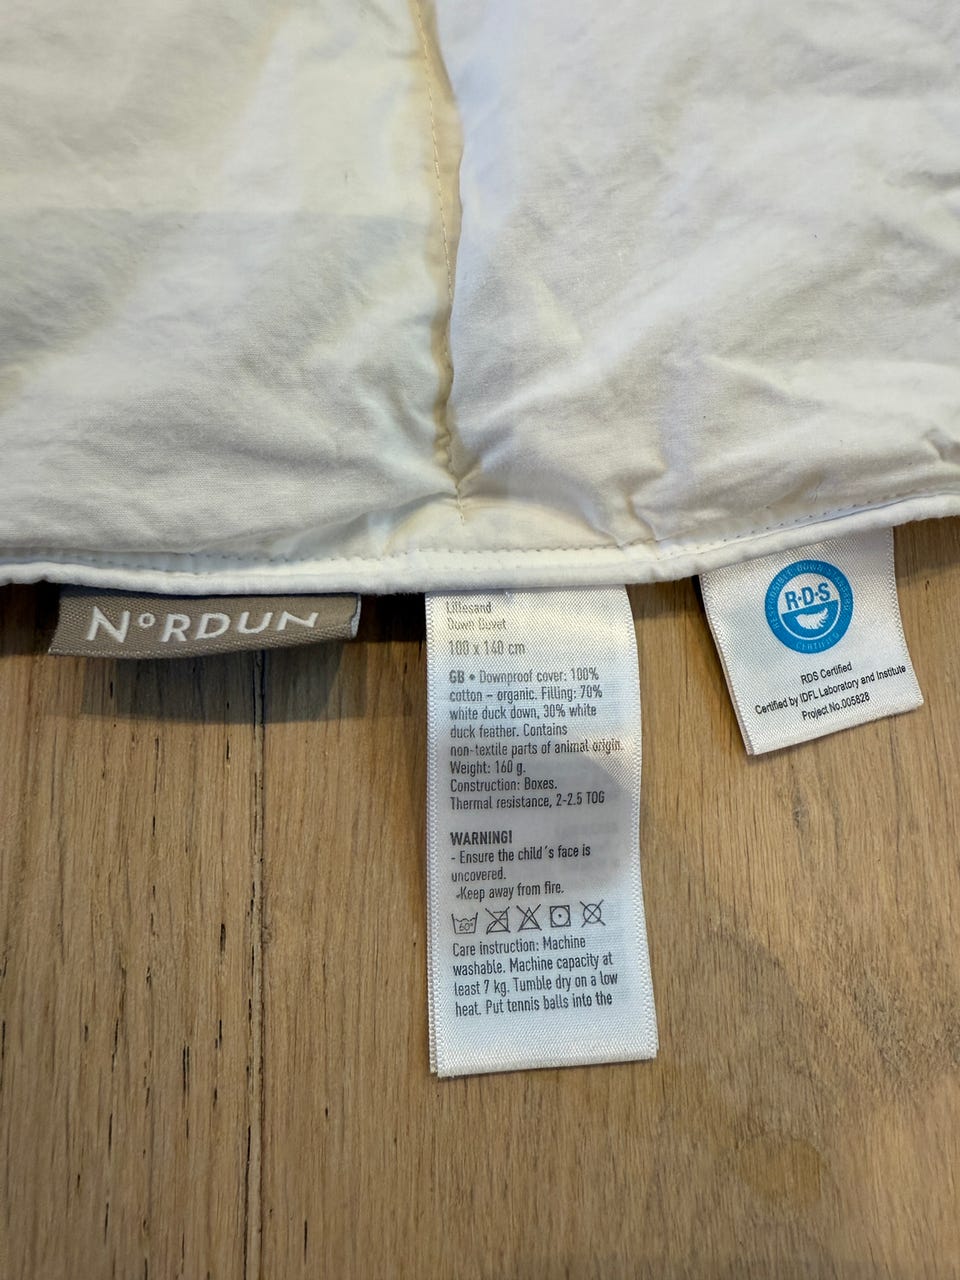 NORDUN
Lillesand
Down Duvet
100 x 140 cm
GB • Downproof cover: 100%
cotton – organic. Filling: 70%
white duck down, 30% white
duck feather. Contains
non-textile parts of animal origin.
Weight: 160 g.
Construction: Boxes.
Thermal resistance, 2-2.5 TOG
WARNING!
- Ensure the child´s face is
uncovered.
-Keep away from fire.
60°
Care instruction: Machine
washable. Machine capacity at
least 7 kg. Tumble dry on a low
heat. Put tennis balls into the
RESPONSIBLE DOWN STANDARD
R·D·S
CERTIFIED
RDS Certified
Certified by IDFL Laboratory and Institute
Project No.005828